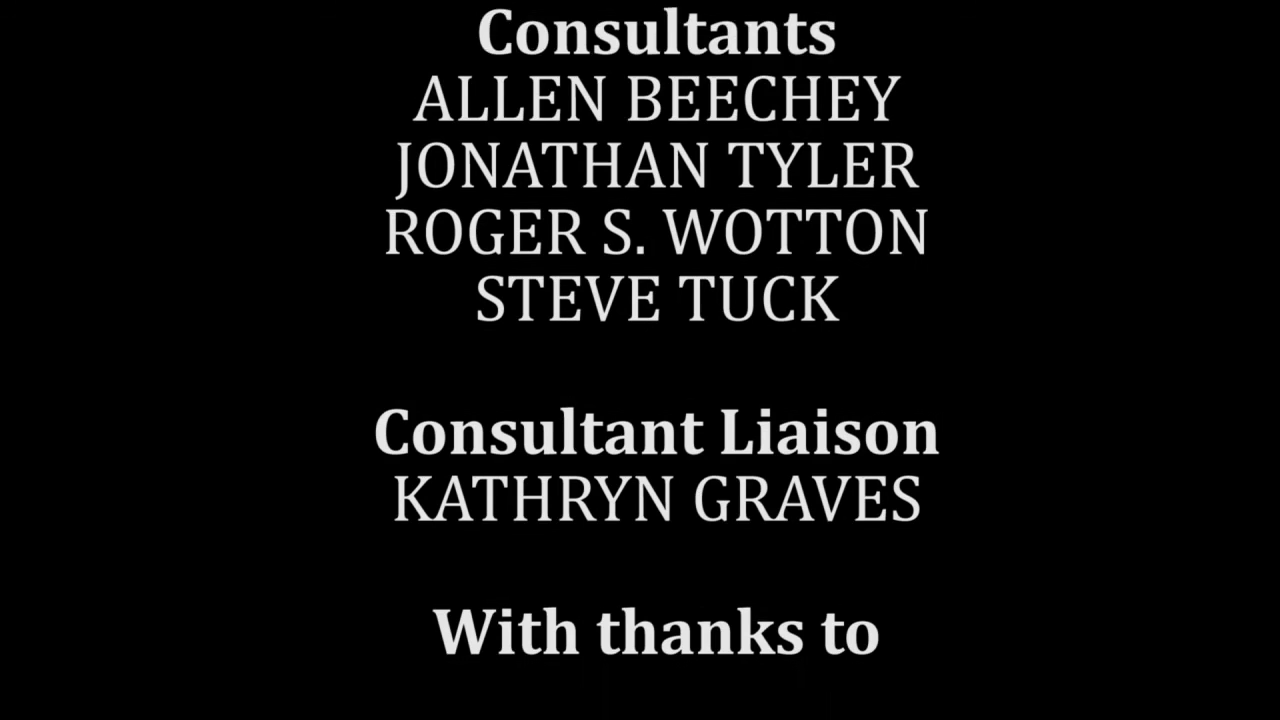 Consultants
ALLEN BEECHEY
JONATHAN TYLER
ROGER S. WOTTON
STEVE TUCK
Consultant Liaison
KATHRYN GRAVES
With thanks to